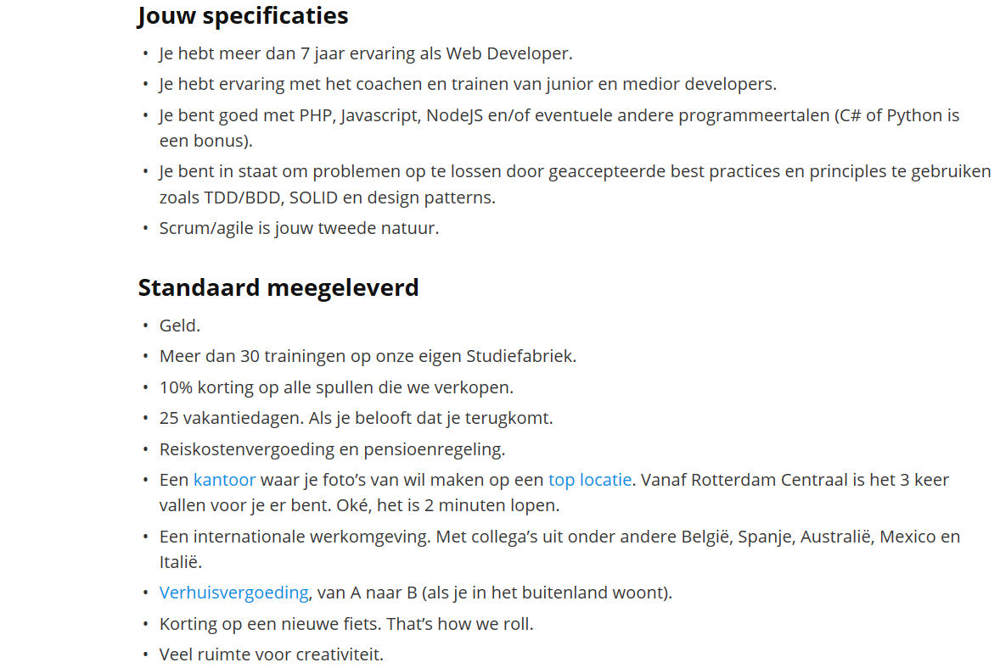 Jouw specificaties
• Je hebt meer dan 7 jaar ervaring als Web Developer.
• Je hebt ervaring met het coachen en trainen van junior en medior developers.
• Je bent goed met PHP, Javascript, NodeJS en/of eventuele andere programmeertalen (C# of Python is
een bonus).
• Je bent in staat om problemen op te lossen door geaccepteerde best practices en principles te gebruiken
zoals TDD/BDD, SOLID en design patterns.
• Scrum/agile is jouw tweede natuur.
Standaard meegeleverd
• Geld.
• Meer dan 30 trainingen op onze eigen Studiefabriek.
• 10% korting op alle spullen die we verkopen.
• 25 vakantiedagen. Als je belooft dat je terugkomt.
• Reiskostenvergoeding en pensioenregeling.
• Een kantoor waar je foto’s van wil maken op een top locatie. Vanaf Rotterdam Centraal is het 3 keer
vallen voor je er bent. Oké, het is 2 minuten lopen.
• Een internationale werkomgeving. Met collega’s uit onder andere België, Spanje, Australië, Mexico en
Italië.
• Verhuisvergoeding, van A naar B (als je in het buitenland woont).
• Korting op een nieuwe fiets. That’s how we roll.
• Veel ruimte voor creativiteit.